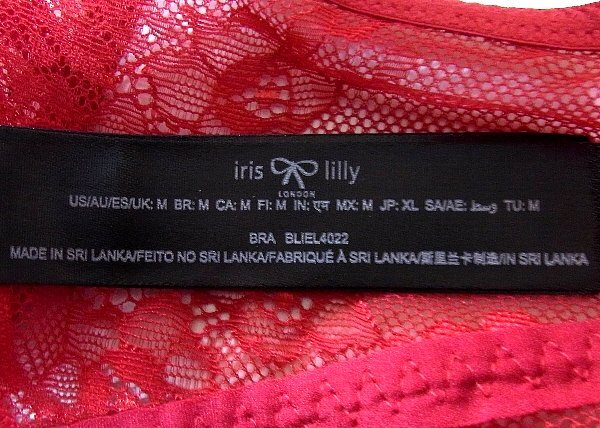 iris lilly
LONDON
US/AU/ES/UK: M BR: M CA: M FI: M IN: एम MX: M JP: XL SA/AE: وسط TU: M
BRA BLIEL4022
MADE IN SRI LANKA/FEITO NO SRI LANKA/FABRIQUÉ À SRI LANKA/斯里兰卡制造/IN SRI LANKA